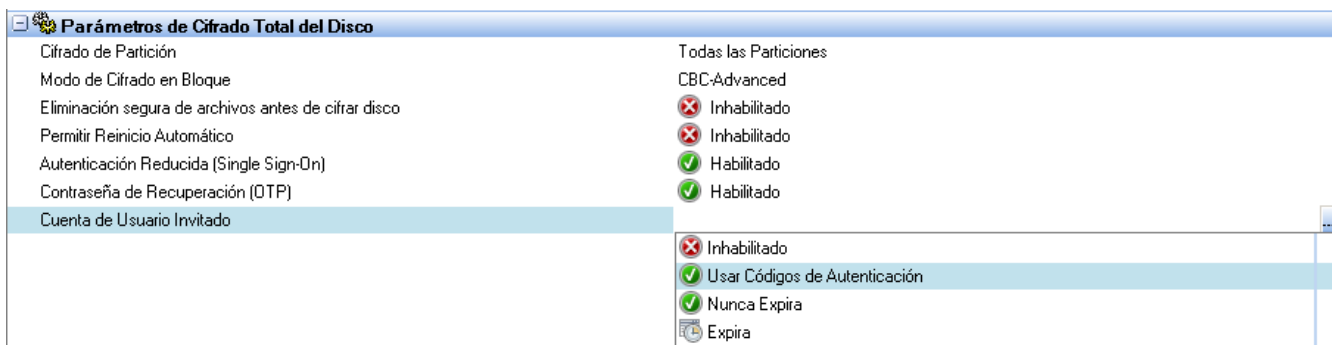 Parámetros de Cifrado Total del Disco
Cifrado de Partición Todas las Particiones
Modo de Cifrado en Bloque CBC-Advanced
Eliminación segura de archivos antes de cifrar disco Inhabilitado
Permitir Reinicio Automático Inhabilitado
Autenticación Reducida (Single Sign-On) Habilitado
Contraseña de Recuperación (OTP) Habilitado
Cuenta de Usuario Invitado ...
Inhabilitado
Usar Códigos de Autenticación
Nunca Expira
Expira